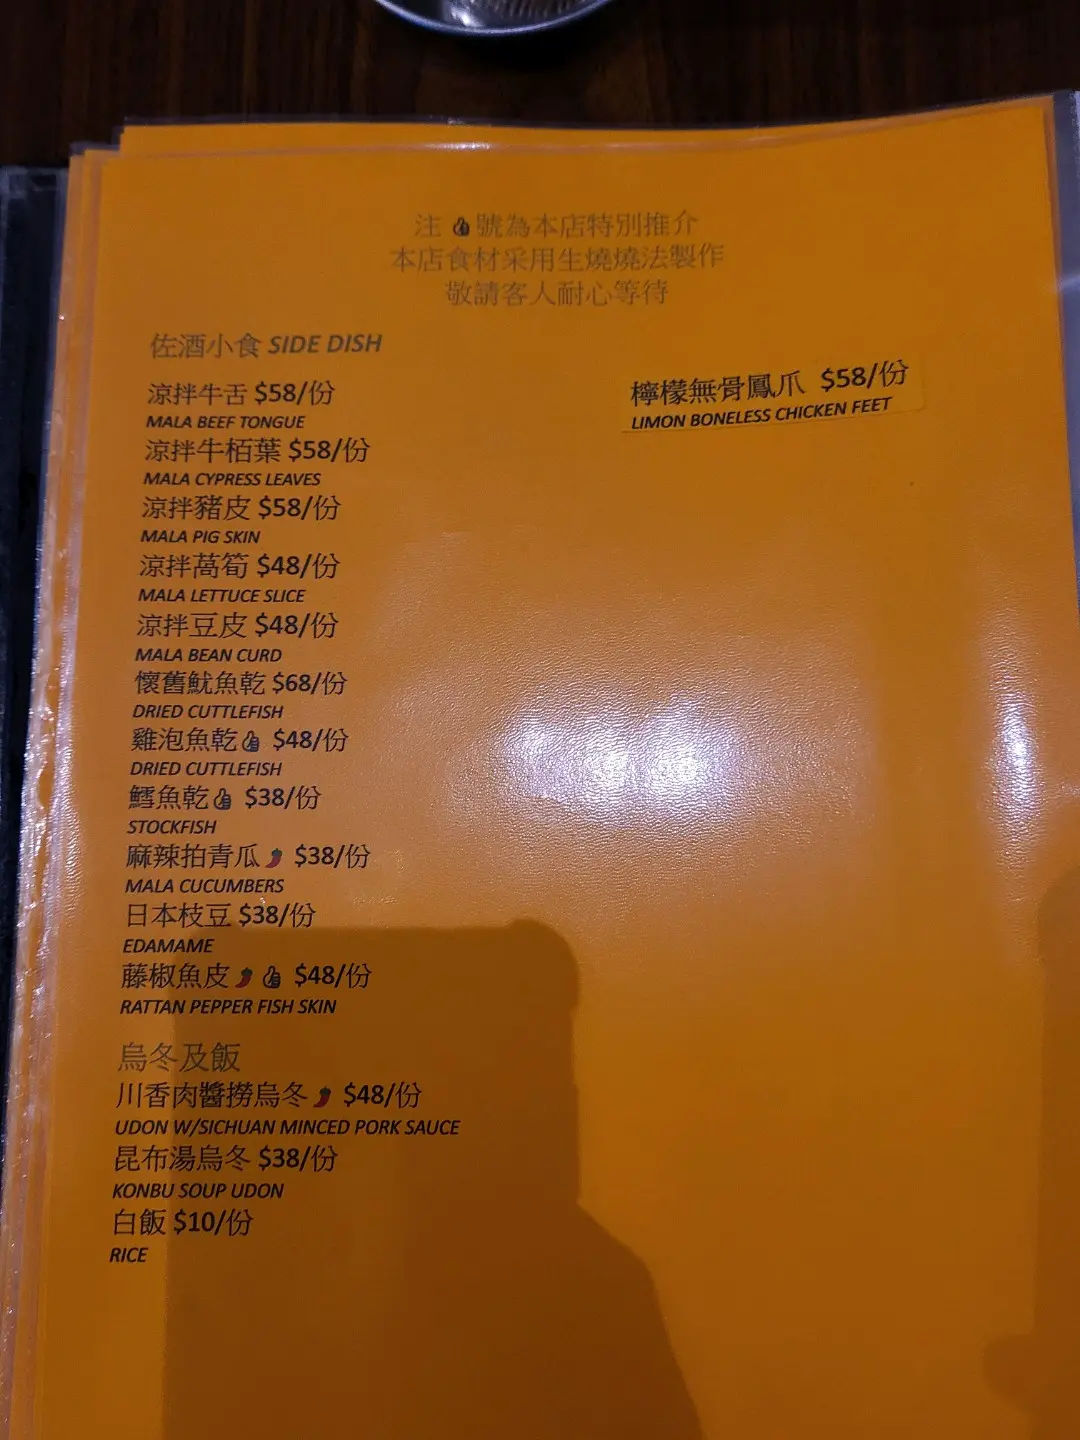 注👍號為本店特別推介
本店食材采用生燒燒法製作
敬請客人耐心等待
佐酒小食 SIDE DISH
涼拌牛舌 $58/份
MALA BEEF TONGUE
涼拌牛栢葉 $58/份
MALA CYPRESS LEAVES
涼拌豬皮 $58/份
MALA PIG SKIN
涼拌萵筍 $48/份
MALA LETTUCE SLICE
涼拌豆皮 $48/份
MALA BEAN CURD
懷舊魷魚乾 $68/份
DRIED CUTTLEFISH
雞泡魚乾👍 $48/份
DRIED CUTTLEFISH
鱈魚乾👍 $38/份
STOCKFISH
麻辣拍青瓜🌶 $38/份
MALA CUCUMBERS
日本枝豆 $38/份
EDAMAME
藤椒魚皮🌶👍 $48/份
RATTAN PEPPER FISH SKIN
烏冬及飯
川香肉醬撈烏冬🌶 $48/份
UDON W/SICHUAN MINCED PORK SAUCE
昆布湯烏冬 $38/份
KONBU SOUP UDON
白飯 $10/份
RICE
檸檬無骨鳳爪 $58/份
LIMON BONELESS CHICKEN FEET